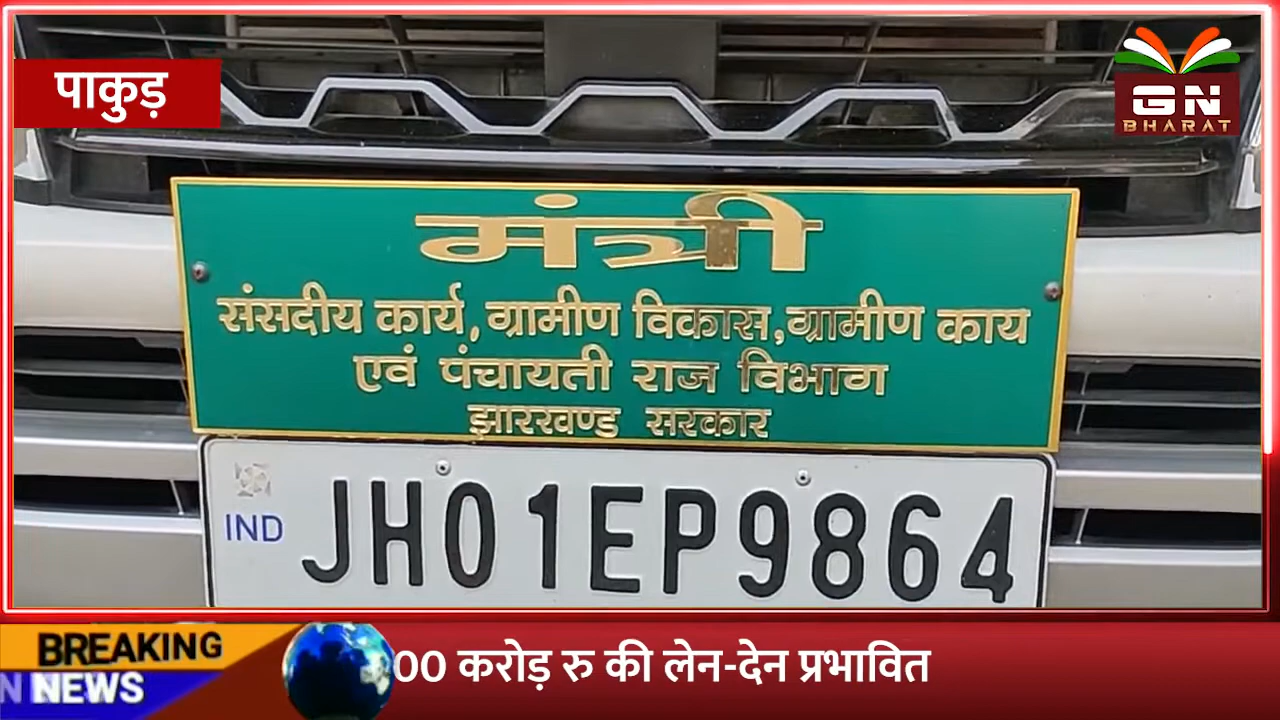 पाकुड़
GN
BHARAT
मंत्री
संसदीय कार्य, ग्रामीण विकास, ग्रामीण काय
एवं पंचायती राज विभाग
झारखण्ड सरकार
IND
JH01EP9864
BREAKING
NEWS
00 करोड़ रु की लेन-देन प्रभावित